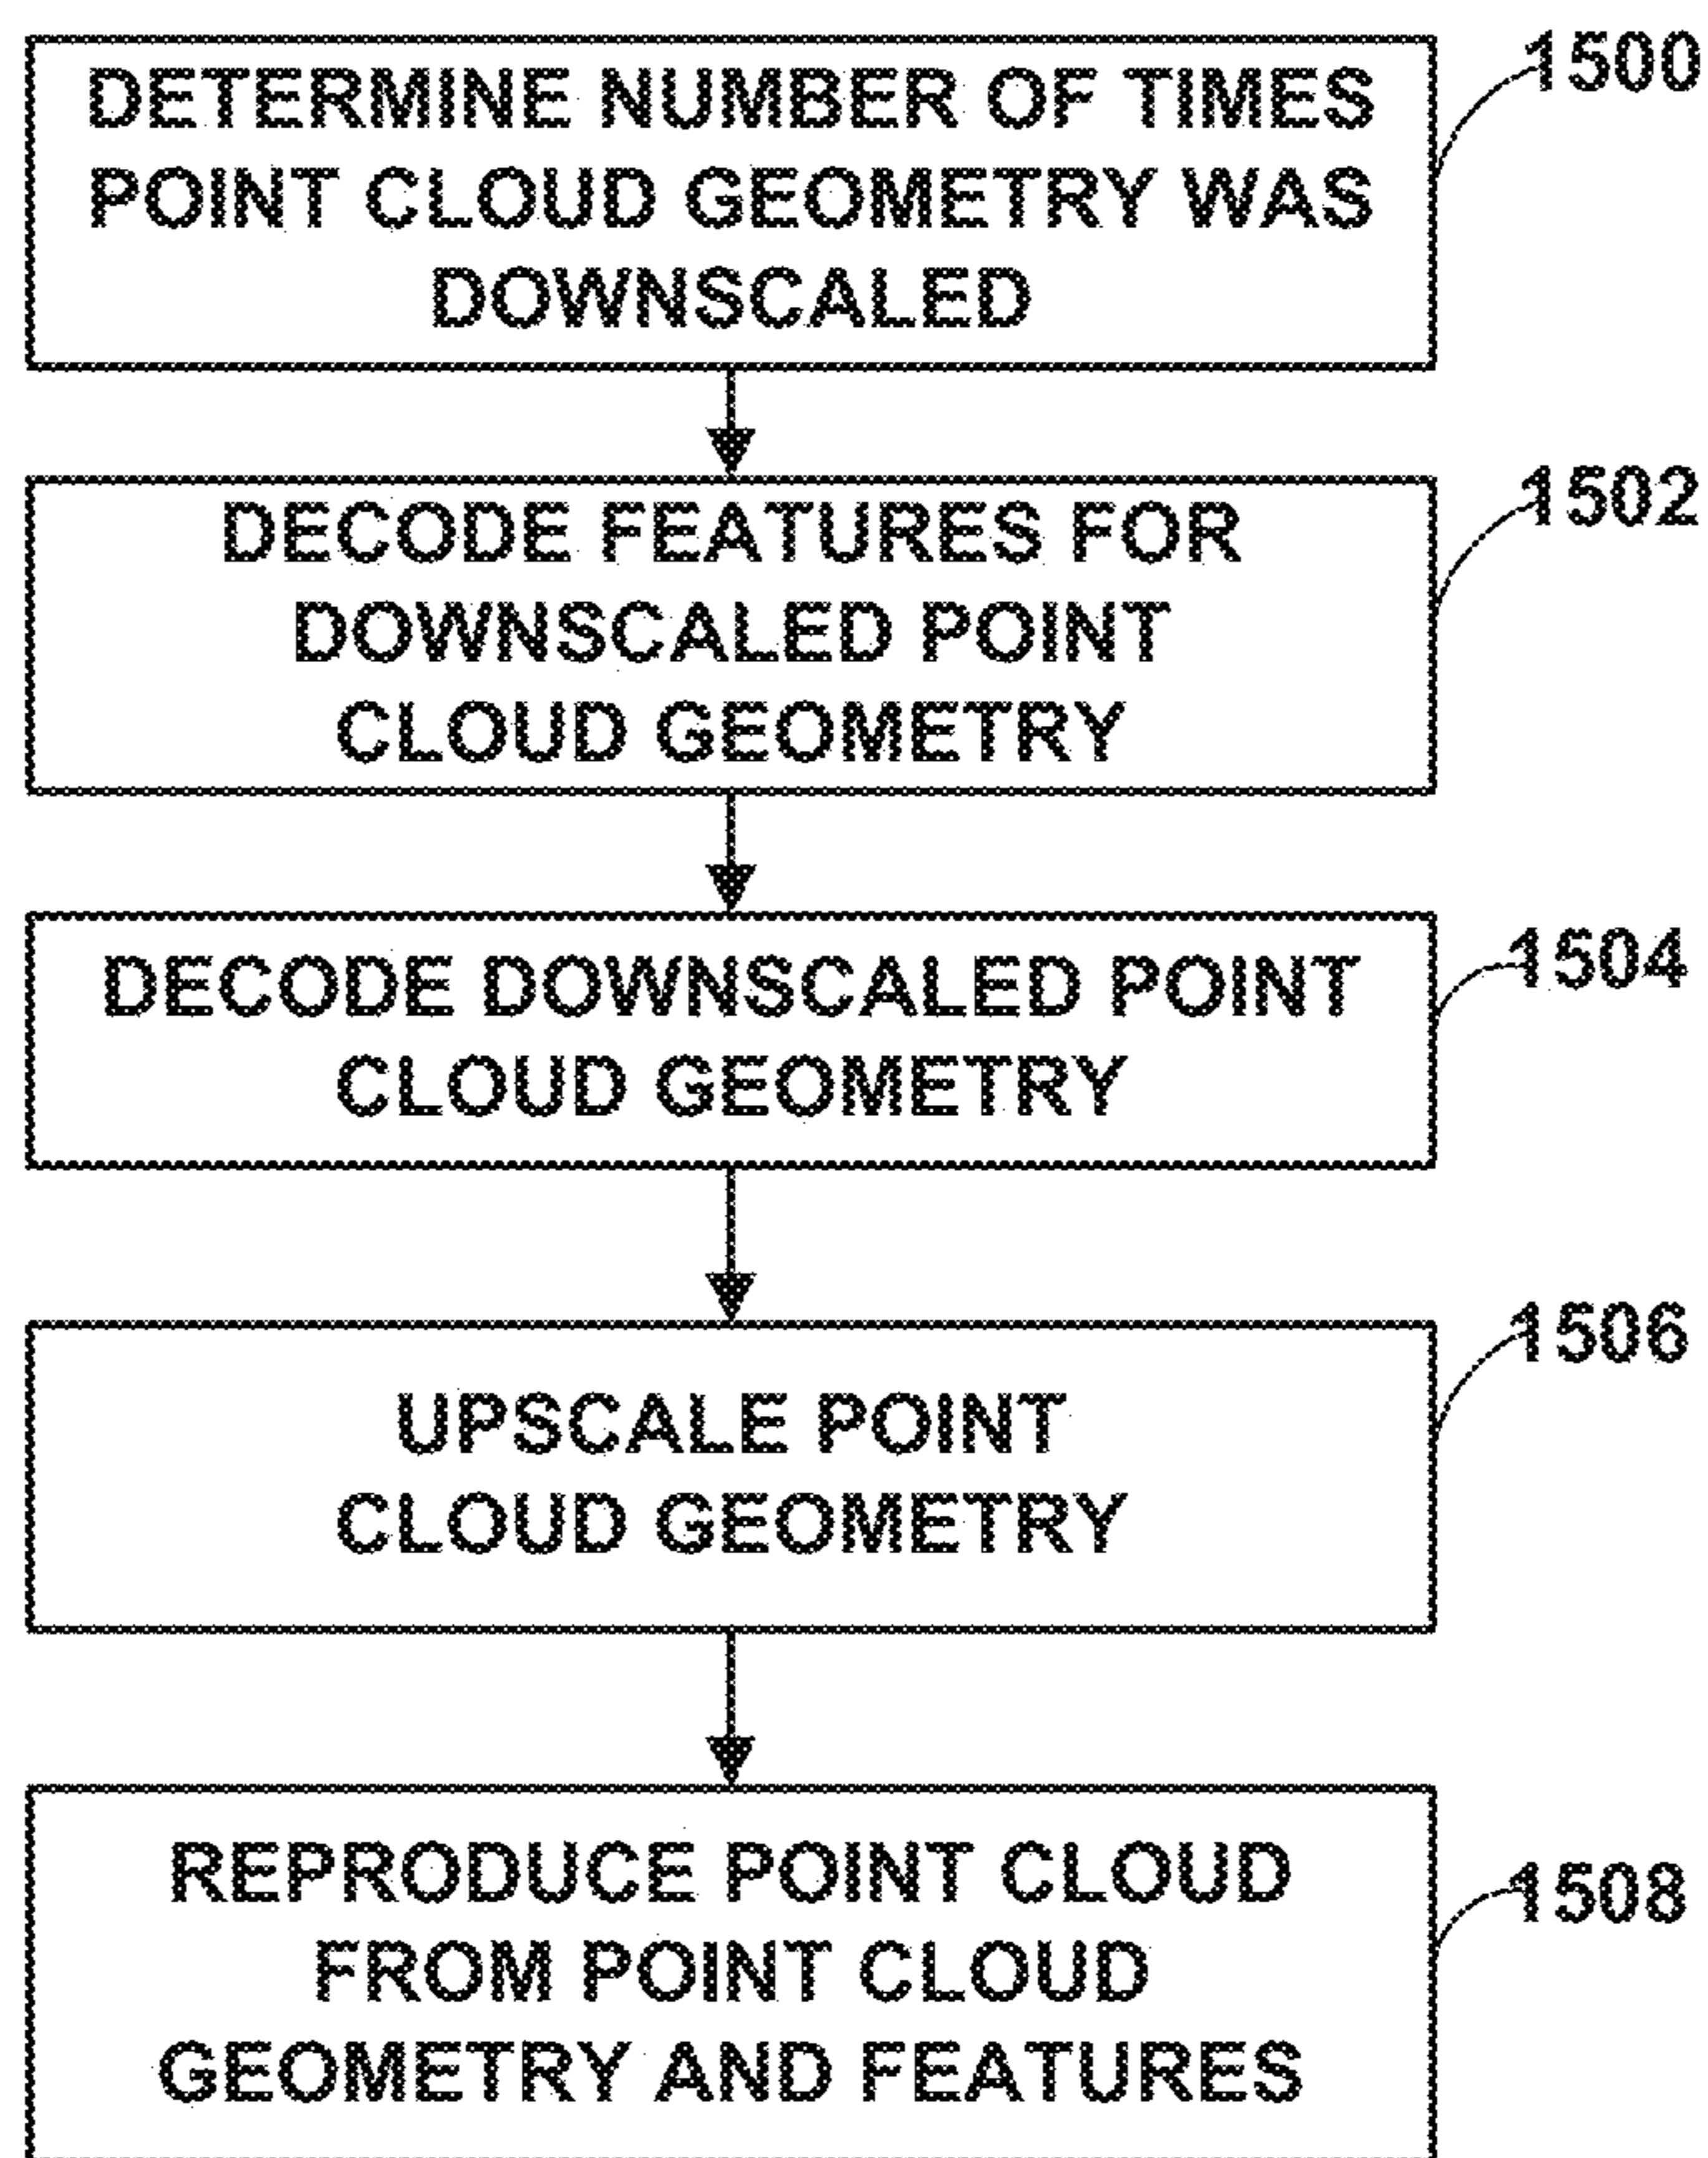 DETERMINE NUMBER OF TIMES
POINT CLOUD GEOMETRY WAS
DOWNSCALED
1500
DECODE FEATURES FOR
DOWNSCALED POINT
CLOUD GEOMETRY
1502
DECODE DOWNSCALED POINT
CLOUD GEOMETRY
1504
UPSCALE POINT
CLOUD GEOMETRY
1506
REPRODUCE POINT CLOUD
FROM POINT CLOUD
GEOMETRY AND FEATURES
1508